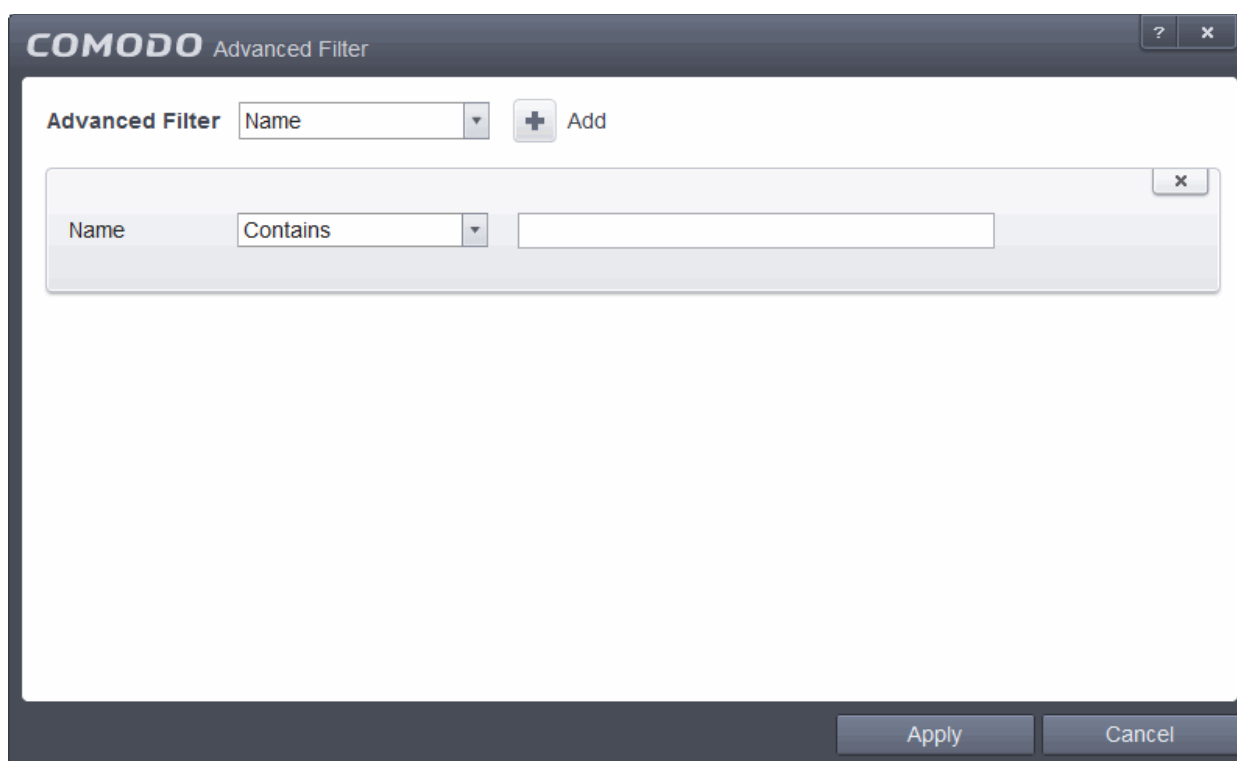 COMODO Advanced Filter ? x
Advanced Filter Name + Add
x
Name Contains
Apply Cancel